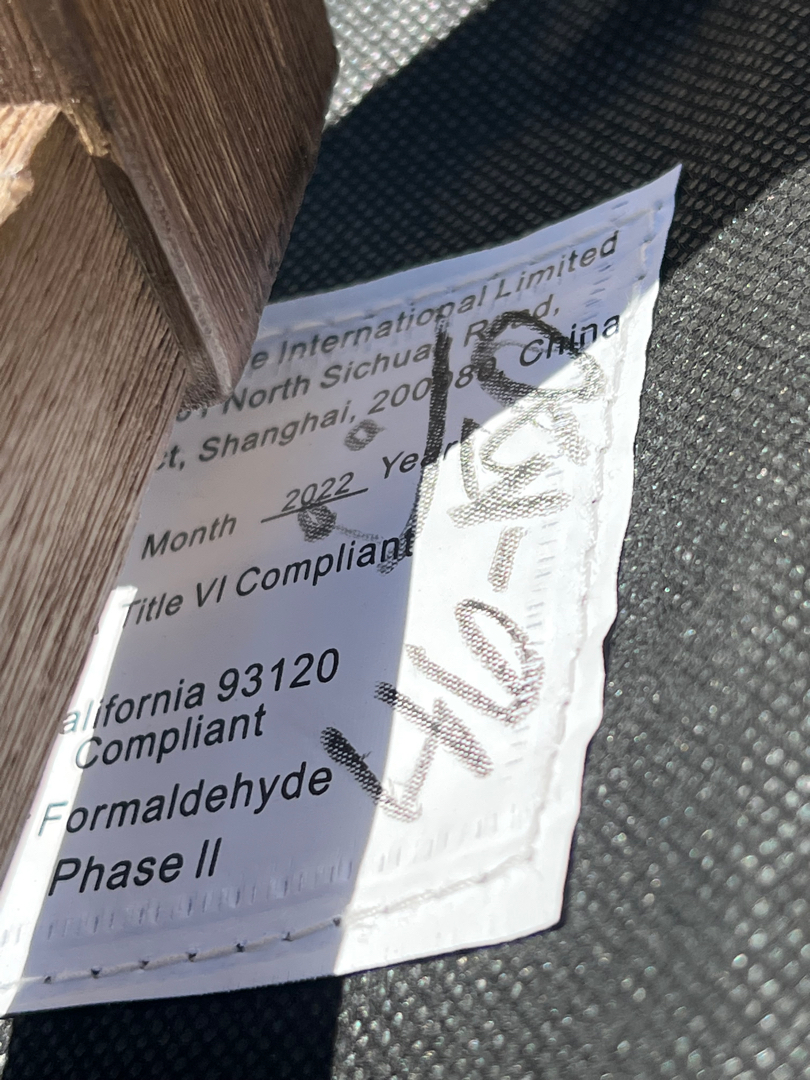 e International Limited
North Sichuan Road,
ct, Shanghai, 200080, China
2022 Year
Month
Title VI Compliant
alifornia 93120
Compliant
Formaldehyde
Phase II